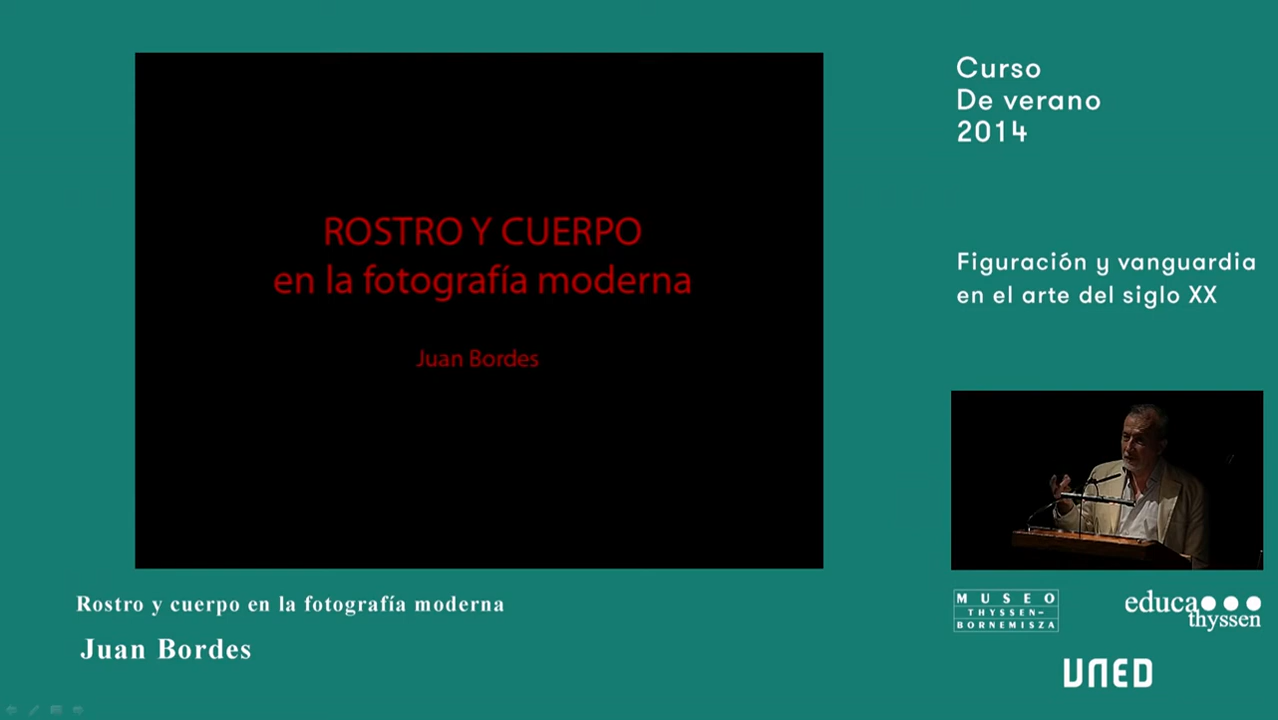 ROSTRO Y CUERPO
en la fotografía moderna
Juan Bordes
Curso
De verano
2014
Figuración y vanguardia
en el arte del siglo XX
Rostro y cuerpo en la fotografía moderna
Juan Bordes
MUSEO
THYSSEN-
BORNEMISZA
educa
thyssen
UNED